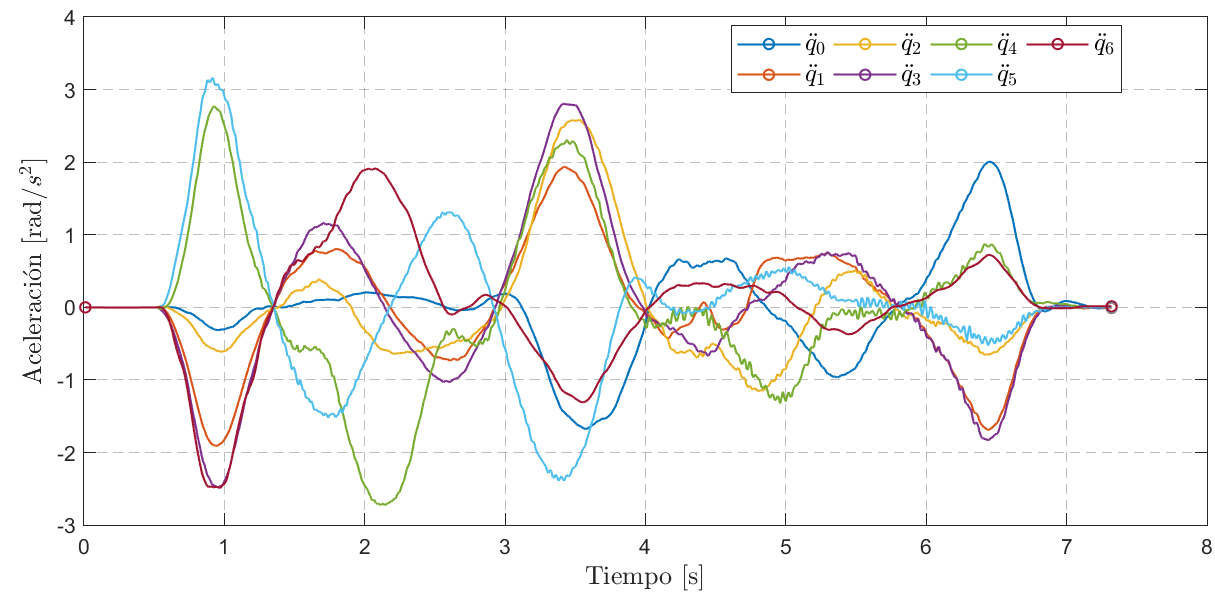 4
3
2
1
0
-1
-2
-3
Aceleración [rad/s²]
q̈₀ q̈₂ q̈₄ q̈₆
q̈₁ q̈₃ q̈₅
0 1 2 3 4 5 6 7 8
Tiempo [s]